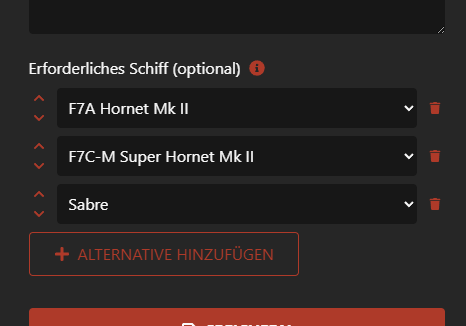 Erforderliches Schiff (optional)
F7A Hornet Mk II
F7C-M Super Hornet Mk II
Sabre
ALTERNATIVE HINZUFÜGEN